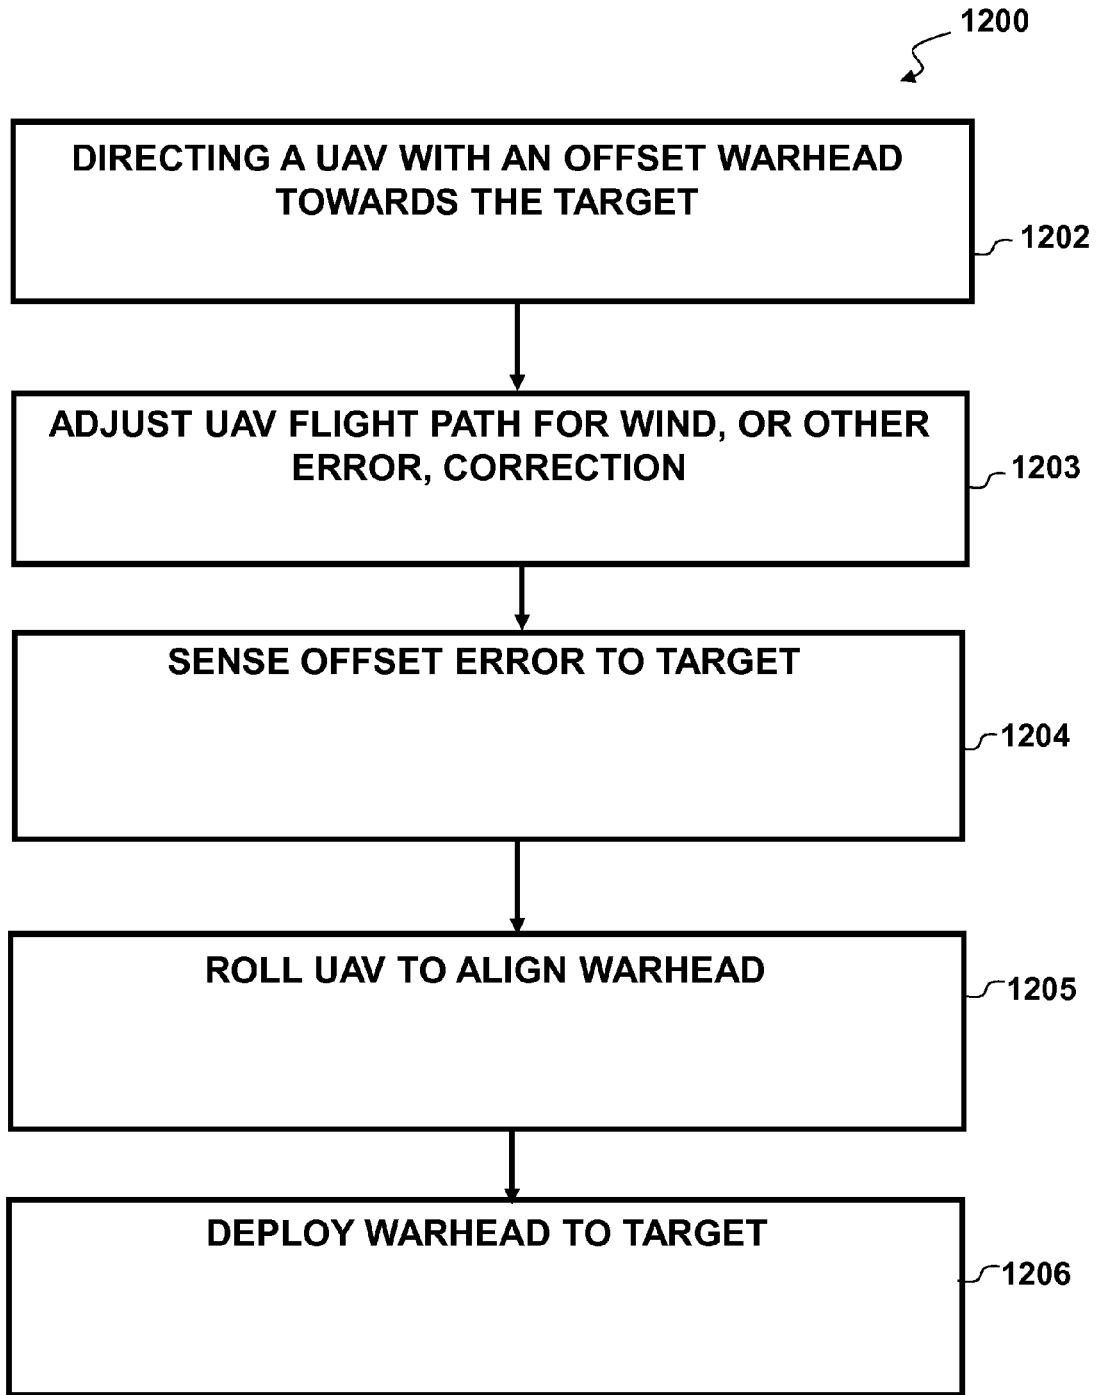 1200
DIRECTING A UAV WITH AN OFFSET WARHEAD
TOWARDS THE TARGET
1202
ADJUST UAV FLIGHT PATH FOR WIND, OR OTHER
ERROR, CORRECTION
1203
SENSE OFFSET ERROR TO TARGET
1204
ROLL UAV TO ALIGN WARHEAD
1205
DEPLOY WARHEAD TO TARGET
1206